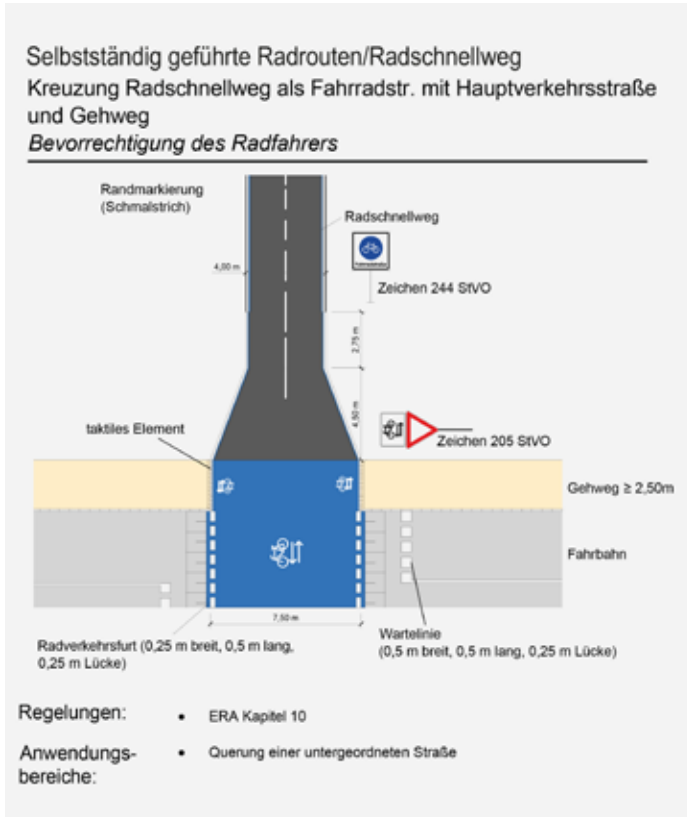 Selbstständig geführte Radrouten/Radschnellweg
Kreuzung Radschnellweg als Fahrradstr. mit Hauptverkehrsstraße
und Gehweg
Bevorrechtigung des Radfahrers
Randmarkierung
(Schmalstrich)
Radschnellweg
4,00 m
Fahrradstraße
Zeichen 244 StVO
2,75 m
4,50 m
taktiles Element
Zeichen 205 StVO
Gehweg ≥ 2,50m
Fahrbahn
7,50 m
Radverkehrsfurt (0,25 m breit, 0,5 m lang,
0,25 m Lücke)
Wartelinie
(0,5 m breit, 0,5 m lang, 0,25 m Lücke)
Regelungen:
• ERA Kapitel 10
Anwendungs-
bereiche:
• Querung einer untergeordneten Straße